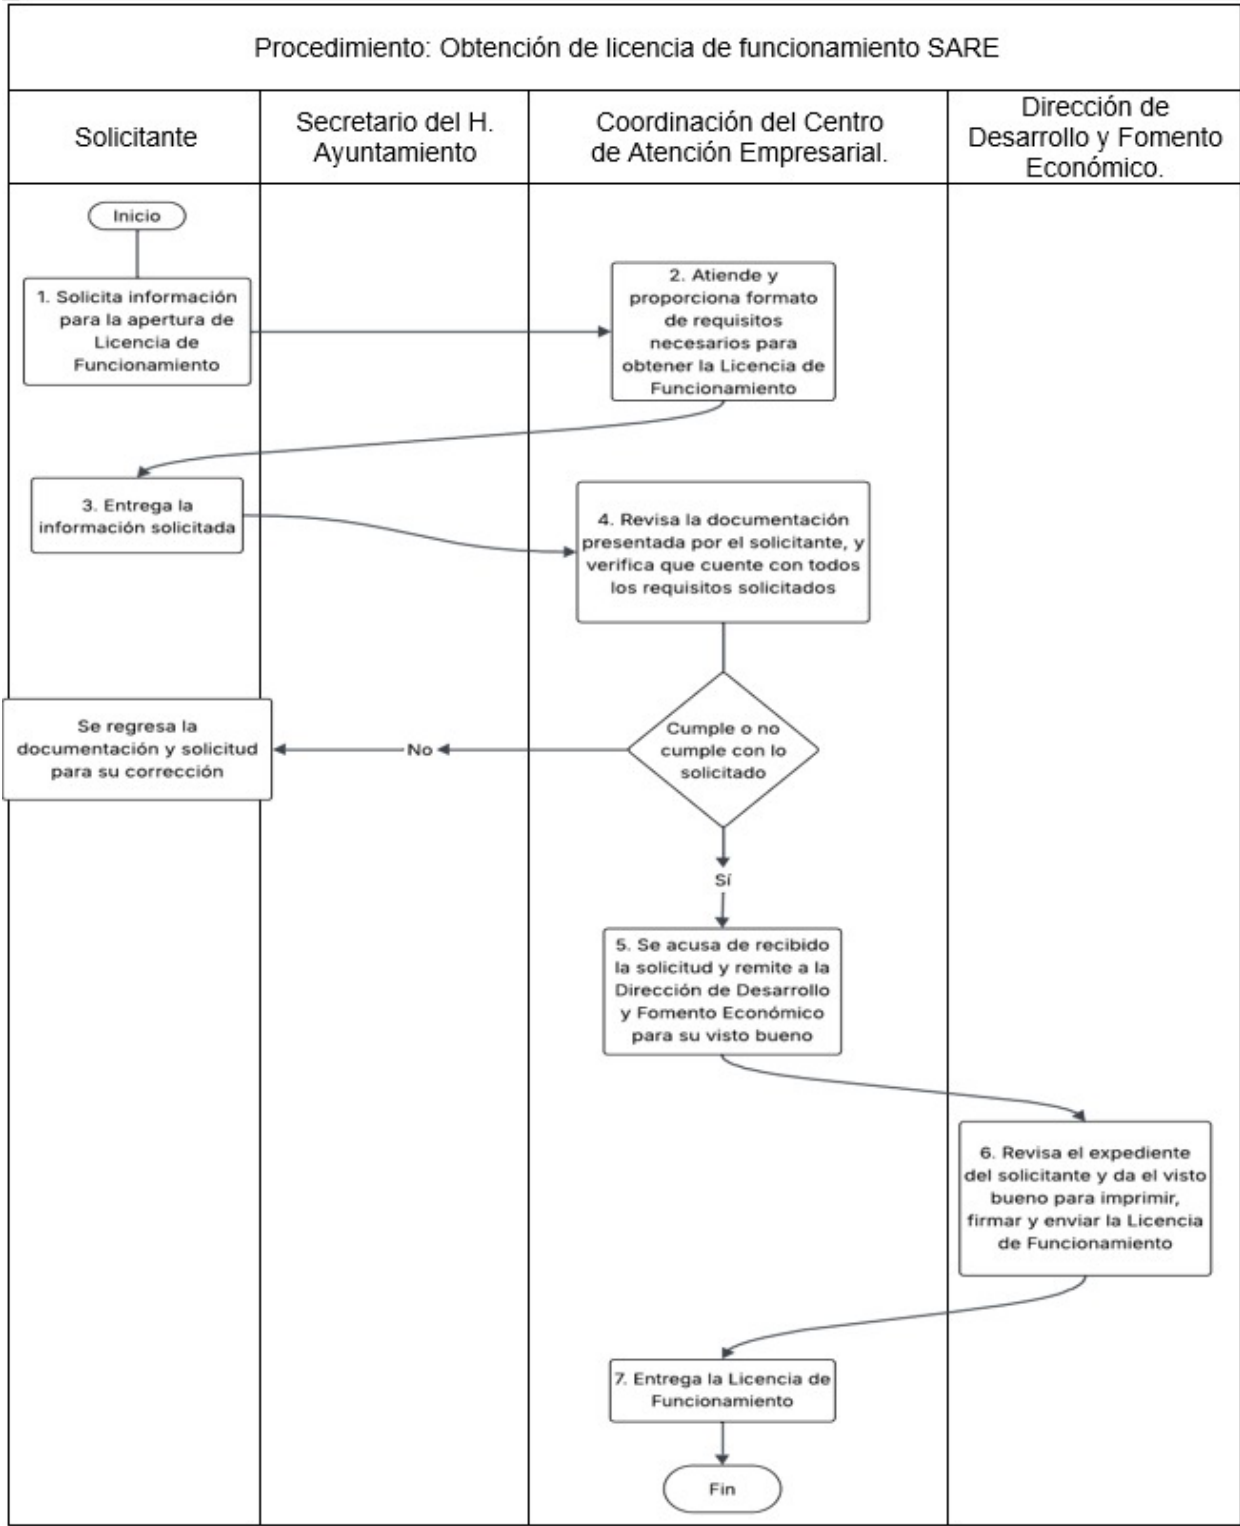 Procedimiento: Obtención de licencia de funcionamiento SARE
Solicitante
Secretario del H.
Ayuntamiento
Coordinación del Centro
de Atención Empresarial.
Dirección de
Desarrollo y Fomento
Económico.
Inicio
1. Solicita información
para la apertura de
Licencia de
Funcionamiento
2. Atiende y
proporciona formato
de requisitos
necesarios para
obtener la Licencia de
Funcionamiento
3. Entrega la
información solicitada
4. Revisa la documentación
presentada por el solicitante, y
verifica que cuente con todos
los requisitos solicitados
Cumple o no
cumple con lo
solicitado
No
Se regresa la
documentación y solicitud
para su corrección
Sí
5. Se acusa de recibido
la solicitud y remite a la
Dirección de Desarrollo
y Fomento Económico
para su visto bueno
6. Revisa el expediente
del solicitante y da el visto
bueno para imprimir,
firmar y enviar la Licencia
de Funcionamiento
7. Entrega la Licencia de
Funcionamiento
Fin